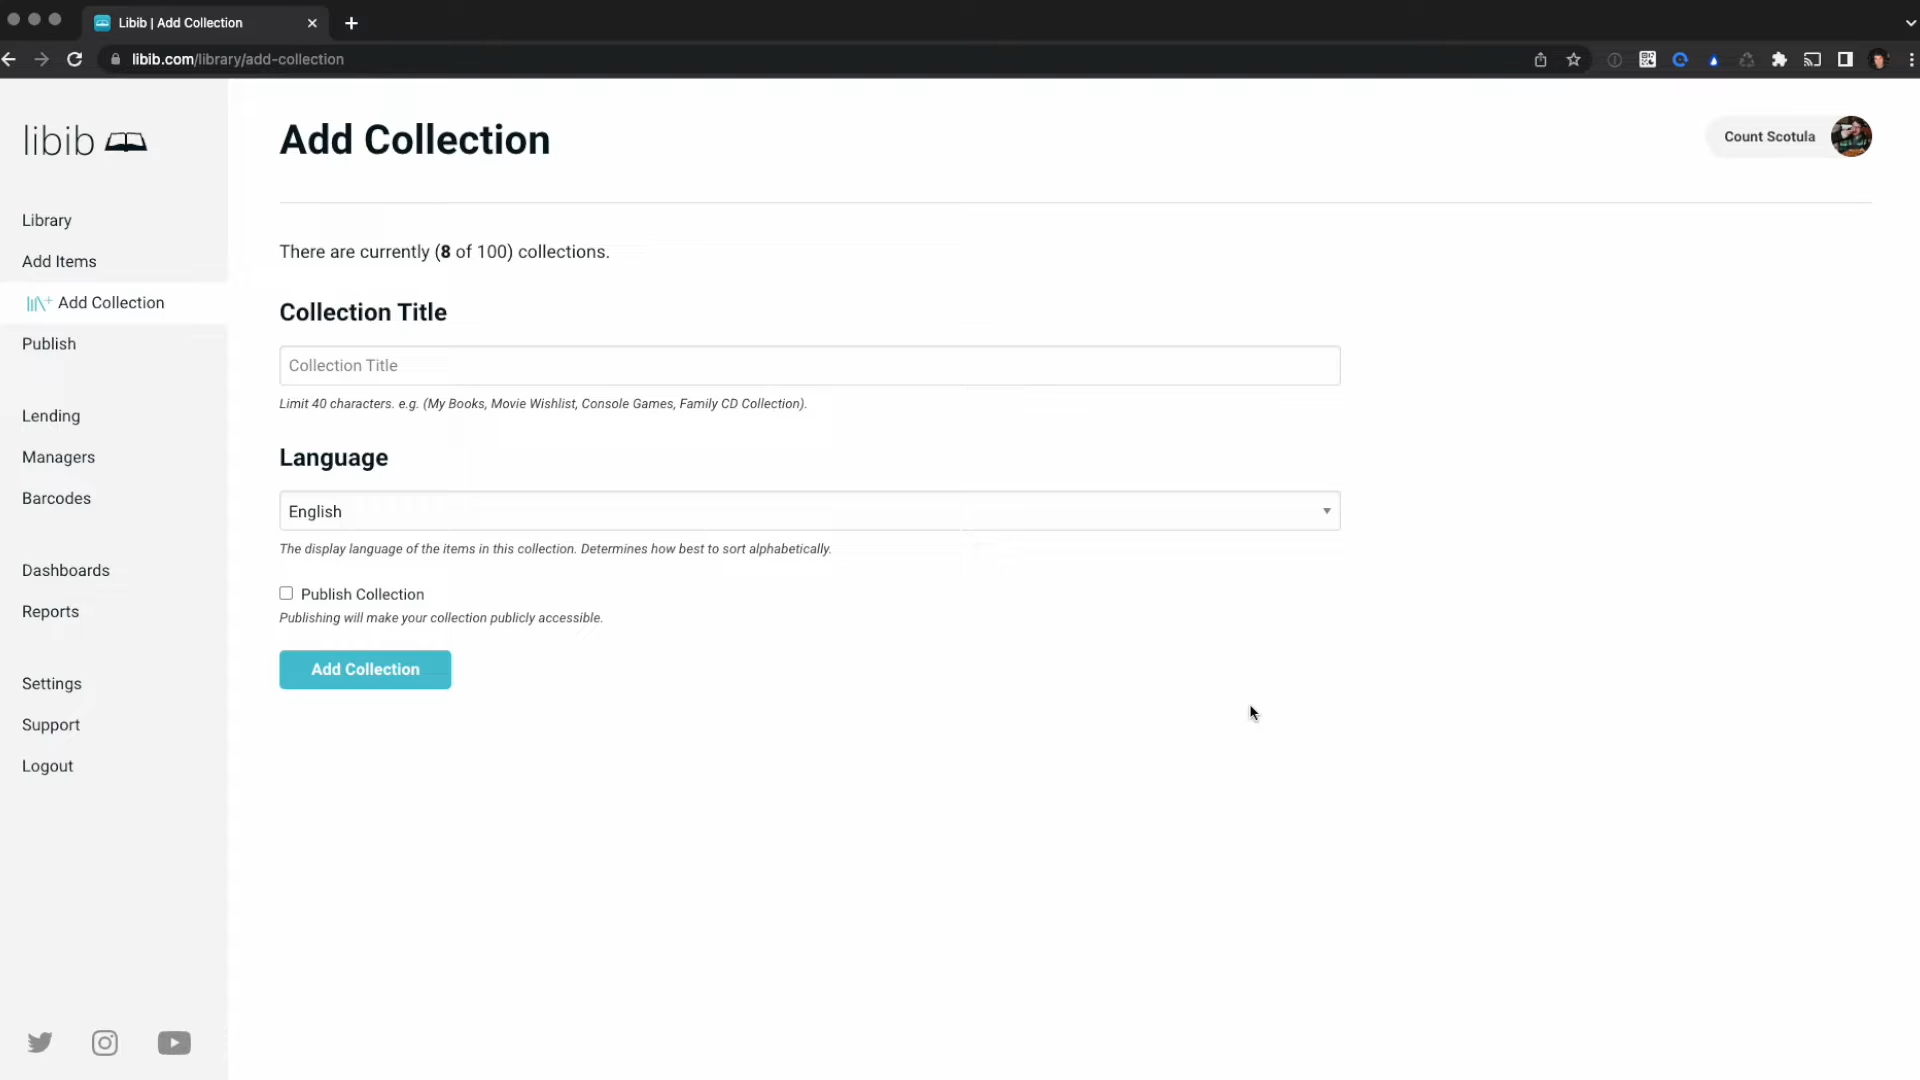 Libib | Add Collection
libib.com/library/add-collection
libib
Add Collection
Count Scotula
Library
Add Items
Add Collection
Publish
Lending
Managers
Barcodes
Dashboards
Reports
Settings
Support
Logout
There are currently (8 of 100) collections.
Collection Title
Collection Title
Limit 40 characters. e.g. (My Books, Movie Wishlist, Console Games, Family CD Collection).
Language
English
The display language of the items in this collection. Determines how best to sort alphabetically.
Publish Collection
Publishing will make your collection publicly accessible.
Add Collection